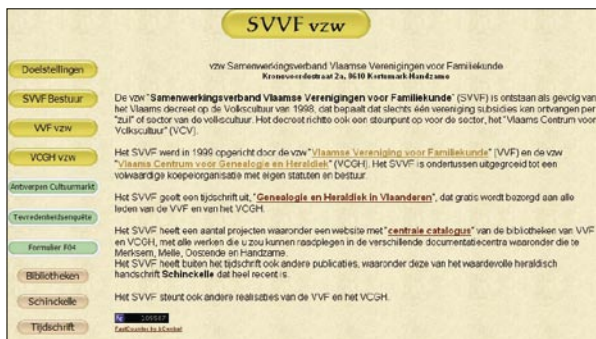 SVVF vzw
Doelstellingen
SVVF Bestuur
VVF vzw
VCGH vzw
Antwerpen Cultuurmarkt
Tevredenheidsenquête
Formulier F04
Bibliotheken
Schinckelle
Tijdschrift
vzw Samenwerkingsverband Vlaamse Verenigingen voor Familiekunde
2a, 8610 Kortemark-Handzame
De vzw "Samenwerkingsverband Vlaamse Verenigingen voor Familiekunde" (SVVF) is ontstaan als gevolg van
het Vlaams decreet op de Volkscultuur van 1998, dat bepaalt dat slechts één vereniging subsidies kan ontvangen per
"zuil" of sector van de volkscultuur. Het decreet richtte ook een steunpunt op voor de sector, het "Vlaams Centrum voor
Volkscultuur" (VCV).
Het SVVF werd in 1999 opgericht door de vzw "Vlaamse Vereniging voor Familiekunde" (VVF) en de vzw
"Vlaams Centrum voor Genealogie en Heraldiek" (VCGH). Het SVVF is ondertussen uitgegroeid tot een
volwaardige koepelorganisatie met eigen statuten en bestuur.
Het SVVF geeft een tijdschrift uit, "Genealogie en Heraldiek in Vlaanderen", dat gratis wordt bezorgd aan alle
leden van de VVF en van het VCGH.
Het SVVF heeft een aantal projecten waaronder een website met "centrale catalogus" van de bibliotheken van VVF
en VCGH, met alle werken die u zou kunnen raadplegen in de verschillende documentatiecentra waaronder die te
Merksem, Melle, Oostende en Handzame.
Het SVVF heeft buiten het tijdschrift ook andere publicaties, waaronder deze van het waardevolle heraldisch
handschrift Schinckelle dat heel recent is.
Het SVVF steunt ook andere realisaties van de VVF en het VCGH.
FastCounter by bCentral